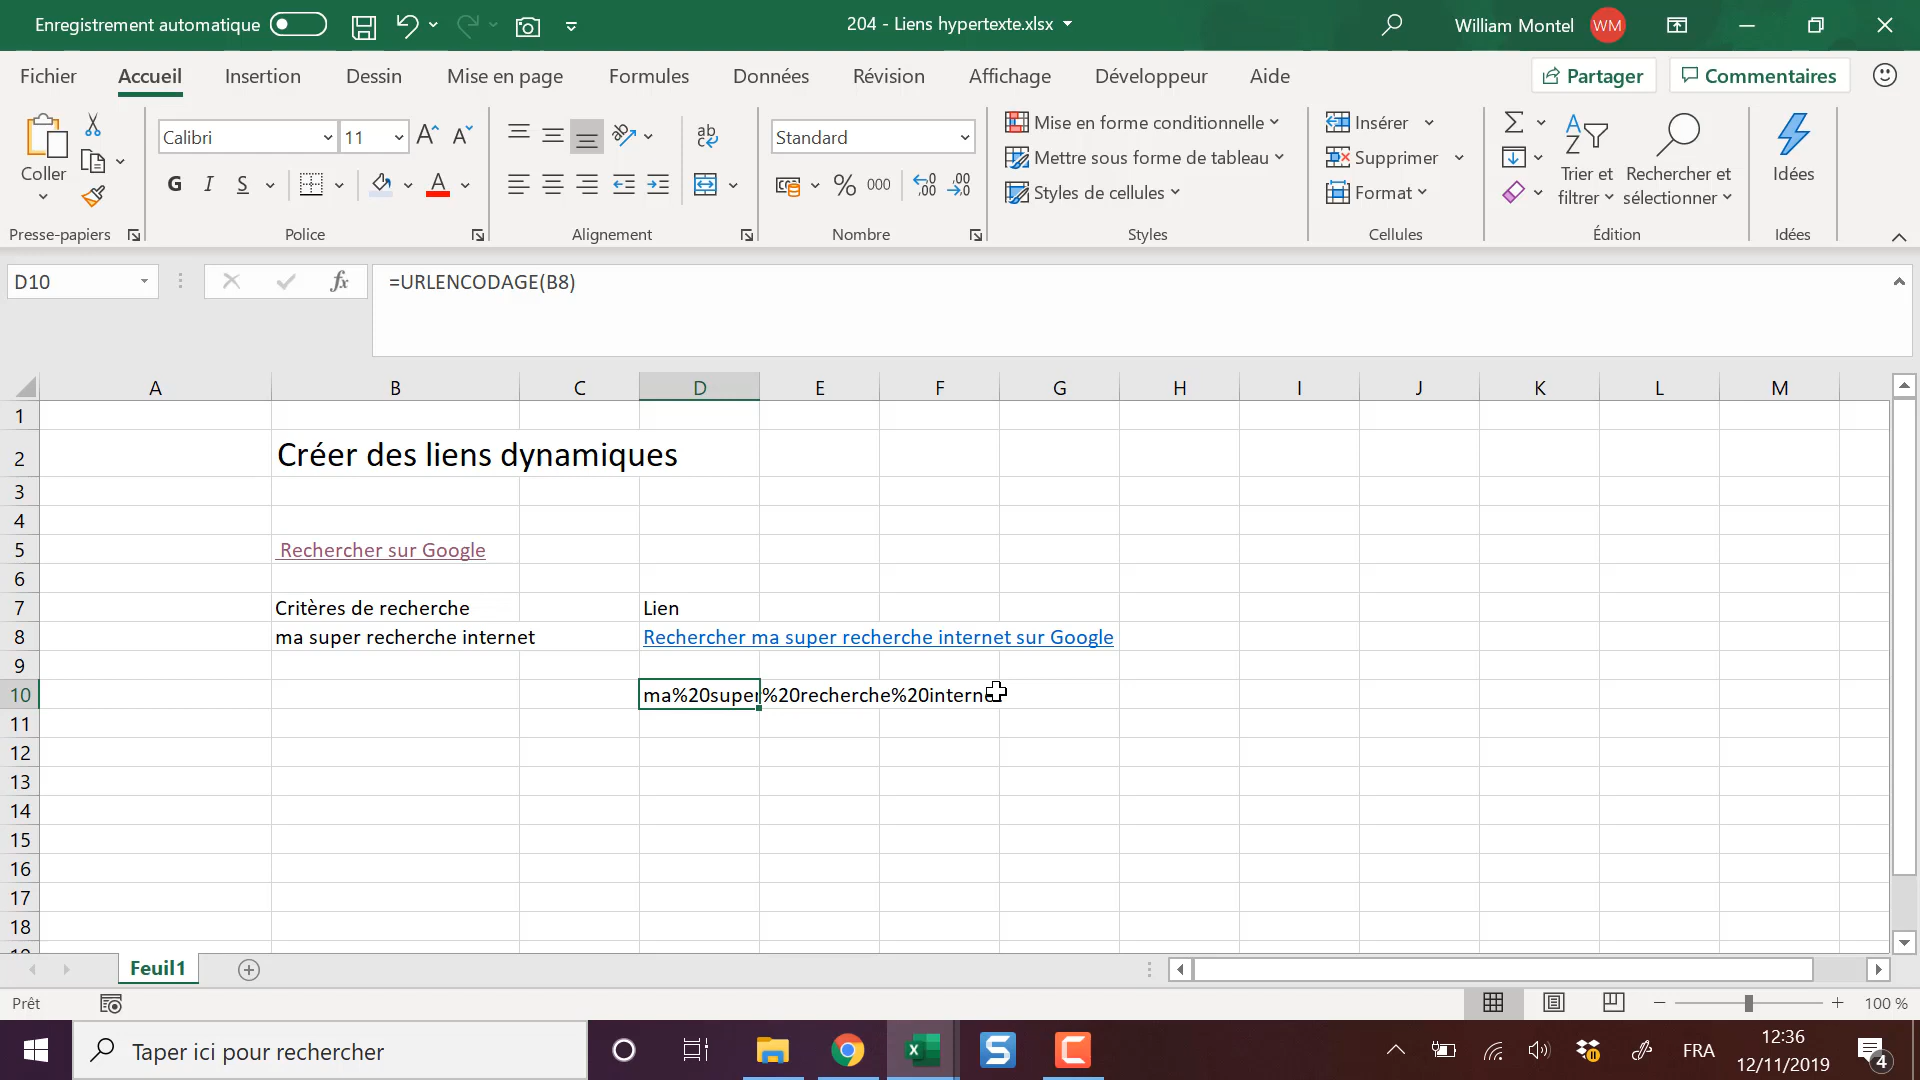 Enregistrement automatique
204 - Liens hypertexte.xlsx
William Montel
WM
Fichier
Accueil
Insertion
Dessin
Mise en page
Formules
Données
Révision
Affichage
Développeur
Aide
Partager
Commentaires
Coller
Presse-papiers
Calibri
11
G
I
S
A
Police
ab
Alignement
Standard
%
000
Nombre
Mise en forme conditionnelle
Mettre sous forme de tableau
Styles de cellules
Styles
Insérer
Supprimer
Format
Cellules
Trier et
filtrer
Rechercher et
sélectionner
Édition
Idées
Idées
D10
fx
=URLENCODAGE(B8)
A B C D E F G H I J K L M
1
2 Créer des liens dynamiques
3
4
5 Rechercher sur Google
6
7 Critères de recherche Lien
8 ma super recherche internet Rechercher ma super recherche internet sur Google
9
10 ma%20super%20recherche%20interne
11
12
13
14
15
16
17
18
Feuil1
Prêt
100 %
Taper ici pour rechercher
FRA
12:36
12/11/2019
4